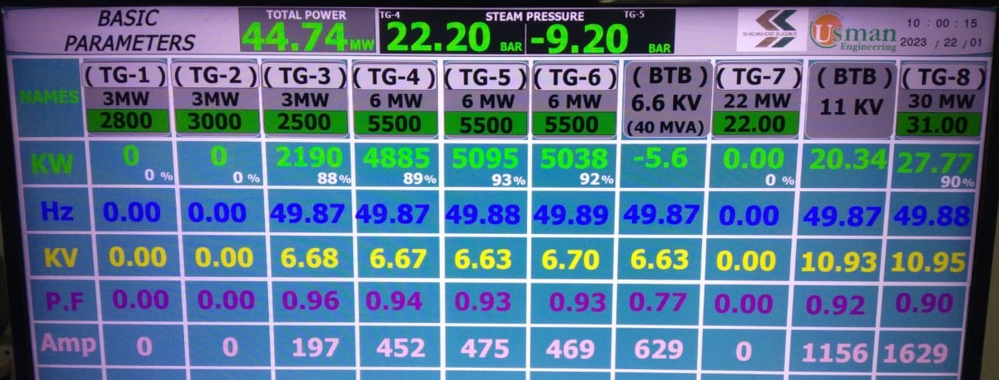 BASIC PARAMETERS
TOTAL POWER
44.74 MW
TG-4 STEAM PRESSURE TG-5
22.20 BAR -9.20 BAR
SHEIKHOO SUGAR
Usman Engineering
10 : 00 : 15
2023 / 22 / 01
NAMES (TG-1) (TG-2) (TG-3) (TG-4) (TG-5) (TG-6) (BTB) (TG-7) (BTB) (TG-8)
3MW 3MW 3MW 6 MW 6 MW 6 MW 6.6 KV 22 MW 11 KV 30 MW
2800 3000 2500 5500 5500 5500 (40 MVA) 22.00 31.00
KW 0 0 2190 4885 5095 5038 -5.6 0.00 20.34 27.77
0 % 0 % 88% 89% 93% 92% 0 % 90%
Hz 0.00 0.00 49.87 49.87 49.88 49.89 49.87 0.00 49.87 49.88
KV 0.00 0.00 6.68 6.67 6.63 6.70 6.63 0.00 10.93 10.95
P.F 0.00 0.00 0.96 0.94 0.93 0.93 0.77 0.00 0.92 0.90
Amp 0 0 197 452 475 469 629 0 1156 1629